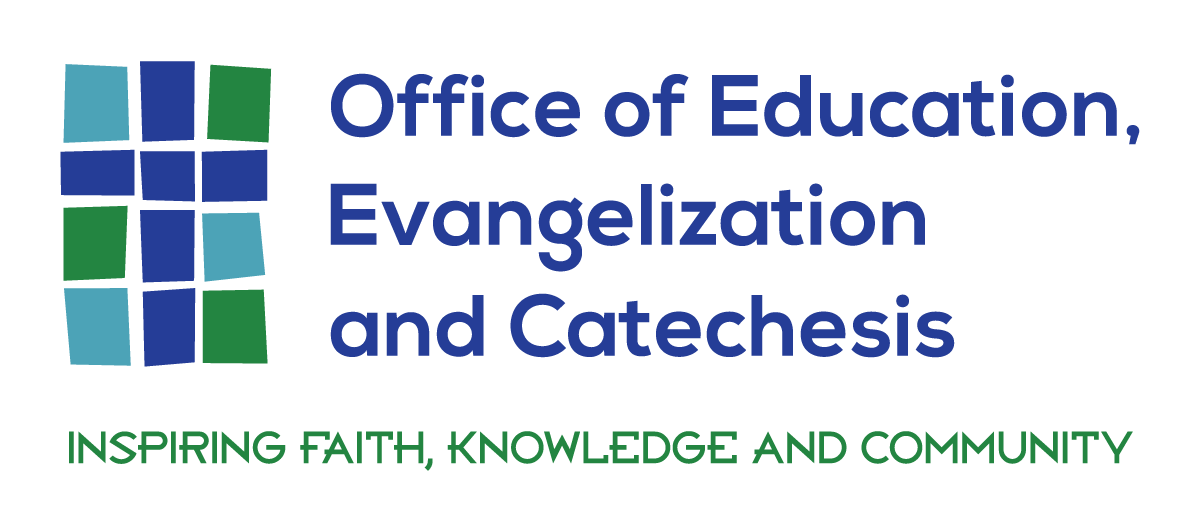 Office of Education,
Evangelization
and Catechesis
INSPIRING FAITH, KNOWLEDGE AND COMMUNITY